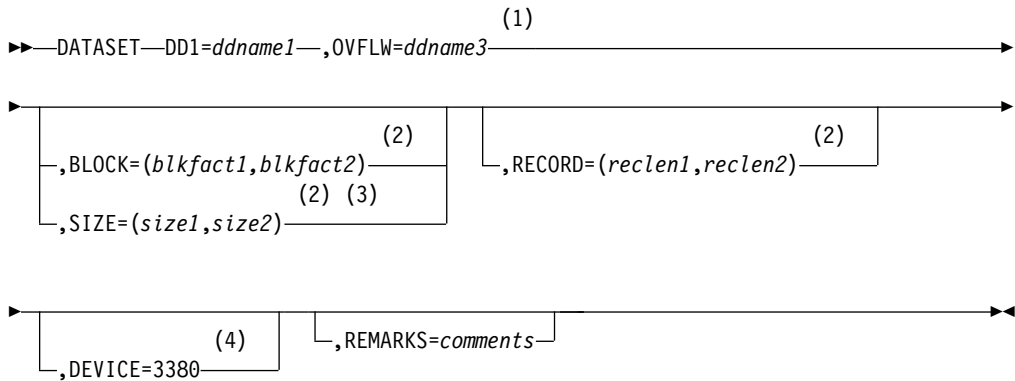 (1)
DATASET DD1=ddname1 ,OVFLW=ddname3
(2) (2)
,BLOCK=(blkfact1,blkfact2) ,RECORD=(reclen1,reclen2)
(2) (3)
,SIZE=(size1,size2)
(4) ,REMARKS=comments
,DEVICE=3380